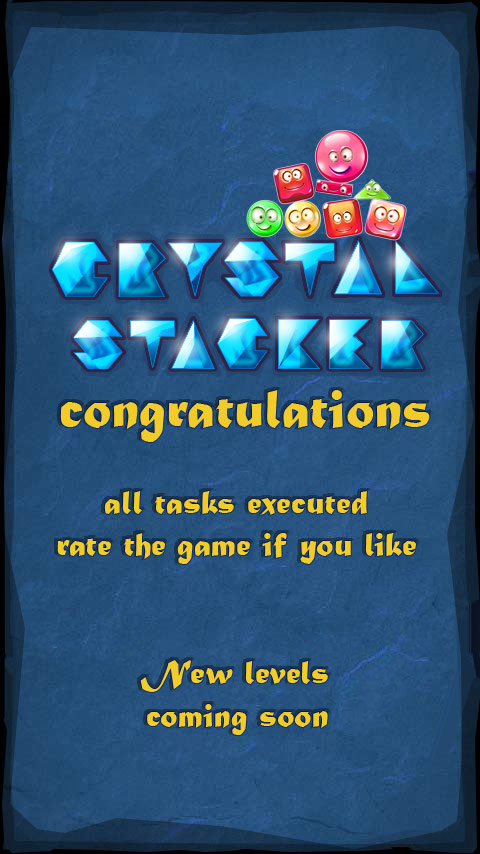 CRYSTAL
STACKER
congratulations
all tasks executed
rate the game if you like
New levels
coming soon